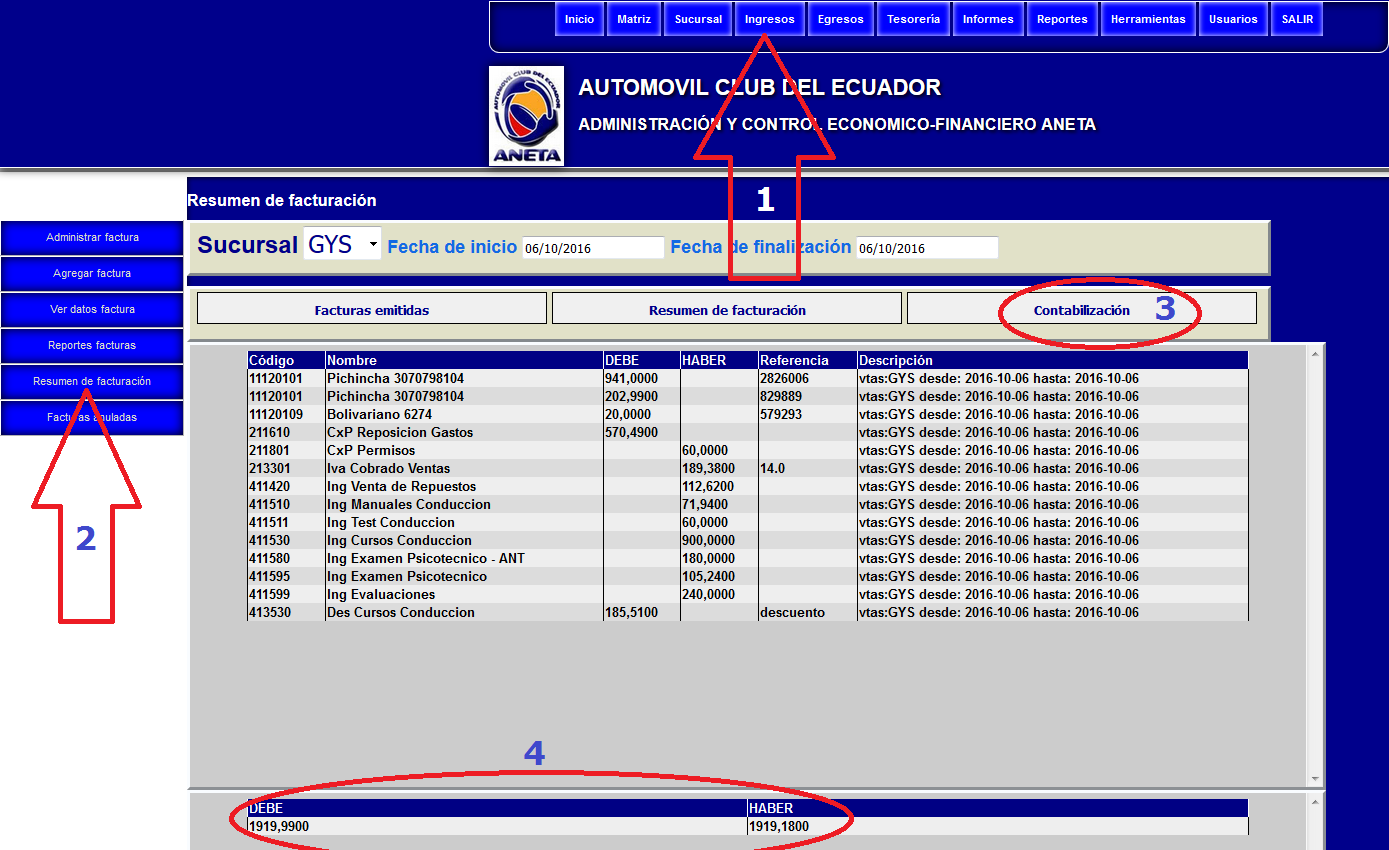 Inicio Matriz Sucursal Ingresos Egresos Tesorería Informes Reportes Herramientas Usuarios SALIR
AUTOMOVIL CLUB DEL ECUADOR
ANETA
AUTOMOVIL CLUB DEL ECUADOR
ADMINISTRACIÓN Y CONTROL ECONOMICO-FINANCIERO ANETA
1
Resumen de facturación
Sucursal GYS Fecha de inicio 06/10/2016 Fecha de finalización 06/10/2016
Administrar factura
Agregar factura
Ver datos factura
Reportes facturas
Resumen de facturación
Facturas anuladas
2
Facturas emitidas Resumen de facturación Contabilización 3
Código Nombre DEBE HABER Referencia Descripción
11120101 Pichincha 3070798104 941,0000 2826006 vtas:GYS desde: 2016-10-06 hasta: 2016-10-06
11120101 Pichincha 3070798104 202,9900 829889 vtas:GYS desde: 2016-10-06 hasta: 2016-10-06
11120109 Bolivariano 6274 20,0000 579293 vtas:GYS desde: 2016-10-06 hasta: 2016-10-06
211610 CxP Reposicion Gastos 570,4900 vtas:GYS desde: 2016-10-06 hasta: 2016-10-06
211801 CxP Permisos 60,0000 vtas:GYS desde: 2016-10-06 hasta: 2016-10-06
213301 Iva Cobrado Ventas 189,3800 14.0 vtas:GYS desde: 2016-10-06 hasta: 2016-10-06
411420 Ing Venta de Repuestos 112,6200 vtas:GYS desde: 2016-10-06 hasta: 2016-10-06
411510 Ing Manuales Conduccion 71,9400 vtas:GYS desde: 2016-10-06 hasta: 2016-10-06
411511 Ing Test Conduccion 60,0000 vtas:GYS desde: 2016-10-06 hasta: 2016-10-06
411530 Ing Cursos Conduccion 900,0000 vtas:GYS desde: 2016-10-06 hasta: 2016-10-06
411580 Ing Examen Psicotecnico - ANT 180,0000 vtas:GYS desde: 2016-10-06 hasta: 2016-10-06
411595 Ing Examen Psicotecnico 105,2400 vtas:GYS desde: 2016-10-06 hasta: 2016-10-06
411599 Ing Evaluaciones 240,0000 vtas:GYS desde: 2016-10-06 hasta: 2016-10-06
413530 Des Cursos Conduccion 185,5100 descuento vtas:GYS desde: 2016-10-06 hasta: 2016-10-06
4
DEBE HABER
1919,9900 1919,1800